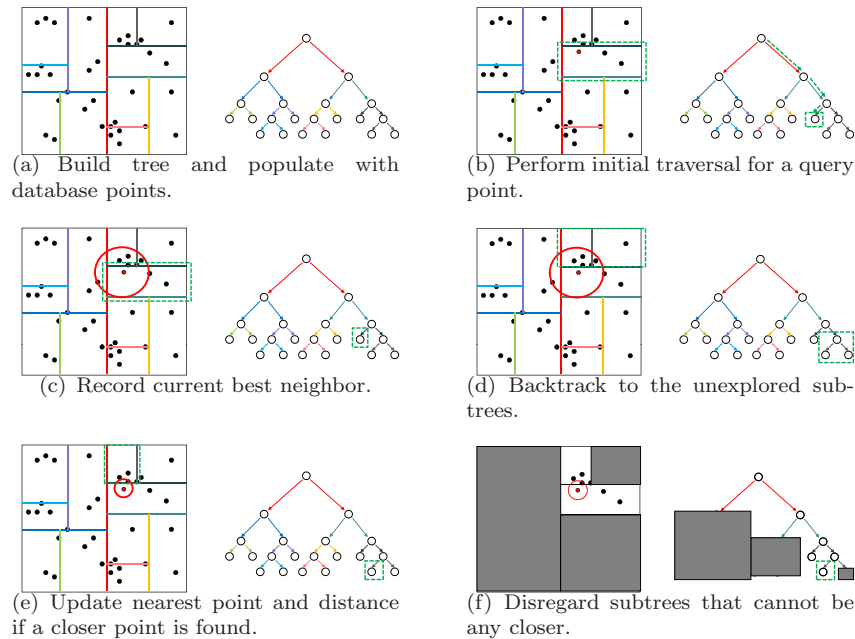 (a) Build tree and populate with
database points.
(b) Perform initial traversal for a query
point.
(c) Record current best neighbor.
(d) Backtrack to the unexplored sub-
trees.
(e) Update nearest point and distance
if a closer point is found.
(f) Disregard subtrees that cannot be
any closer.